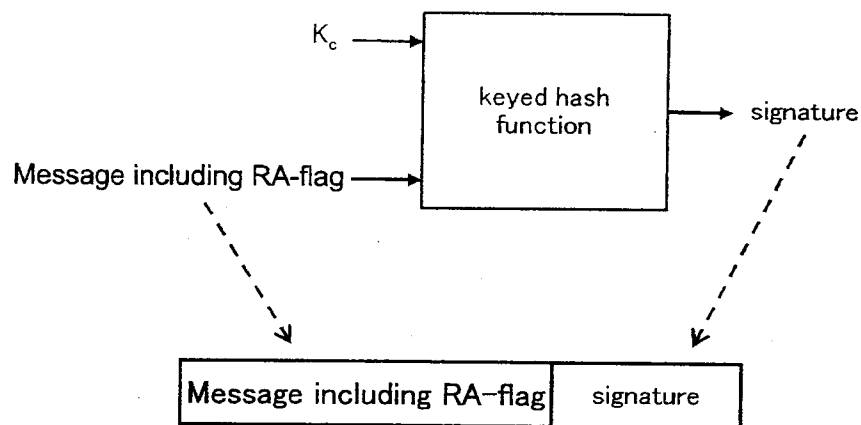 Kc
keyed hash
function
signature
Message including RA-flag
Message including RA-flag
signature